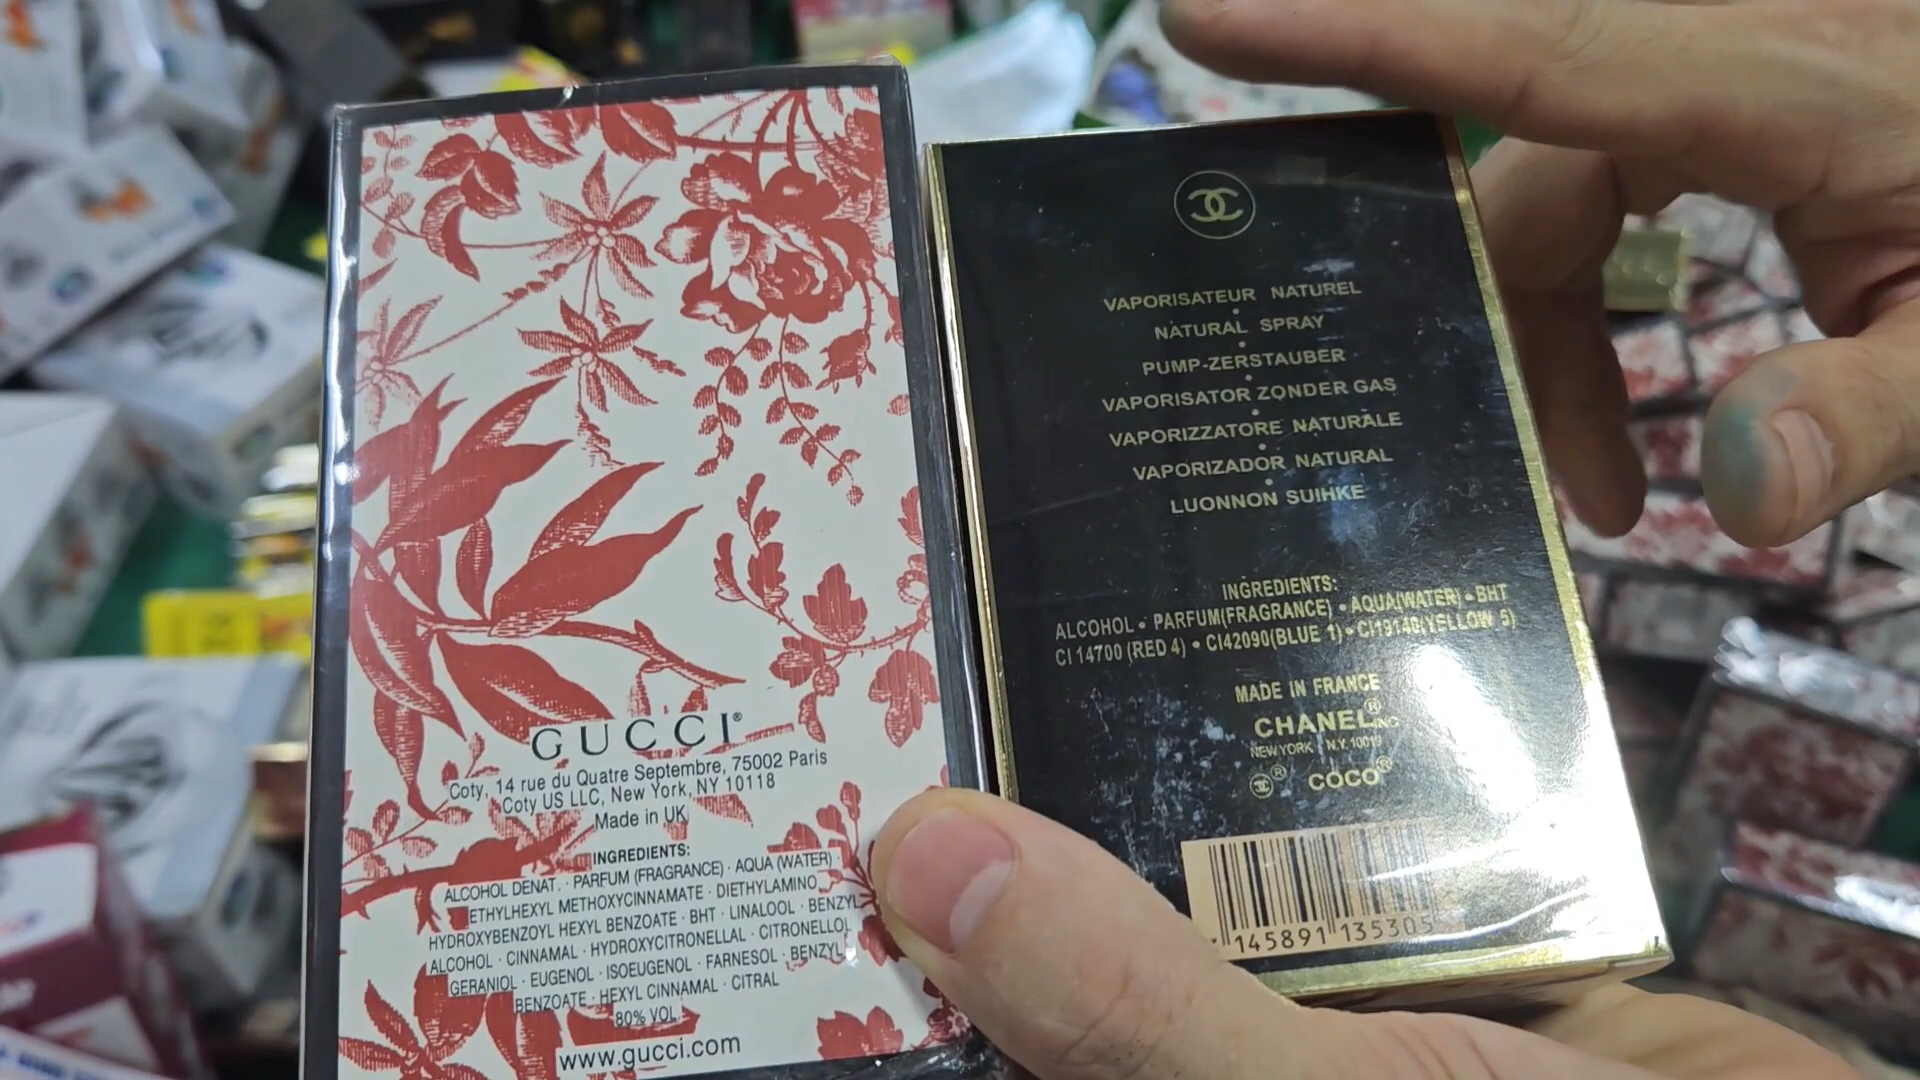 GUCCI®
Coty, 14 rue du Quatre Septembre, 75002 Paris
Coty US LLC, New York, NY 10118
Made in UK
INGREDIENTS:
ALCOHOL DENAT. · PARFUM (FRAGRANCE) · AQUA (WATER) ·
ETHYLHEXYL METHOXYCINNAMATE · DIETHYLAMINO
HYDROXYBENZOYL HEXYL BENZOATE · BHT · LINALOOL · BENZYL
ALCOHOL · CINNAMAL · HYDROXYCITRONELLAL · CITRONELLOL
GERANIOL · EUGENOL · ISOEUGENOL · FARNESOL · BENZYL
BENZOATE · HEXYL CINNAMAL · CITRAL
80% VOL.
www.gucci.com
VAPORISATEUR NATUREL
•
NATURAL SPRAY
•
PUMP-ZERSTAUBER
•
VAPORISATOR ZONDER GAS
•
VAPORIZZATORE NATURALE
•
VAPORIZADOR NATURAL
•
LUONNON SUIHKE
INGREDIENTS:
ALCOHOL • PARFUM(FRAGRANCE) • AQUA(WATER) • BHT
CI 14700 (RED 4) • CI42090(BLUE 1) • CI19140(YELLOW 5)
MADE IN FRANCE
CHANEL® INC
NEW YORK N.Y. 10019
® COCO®
145891 135305